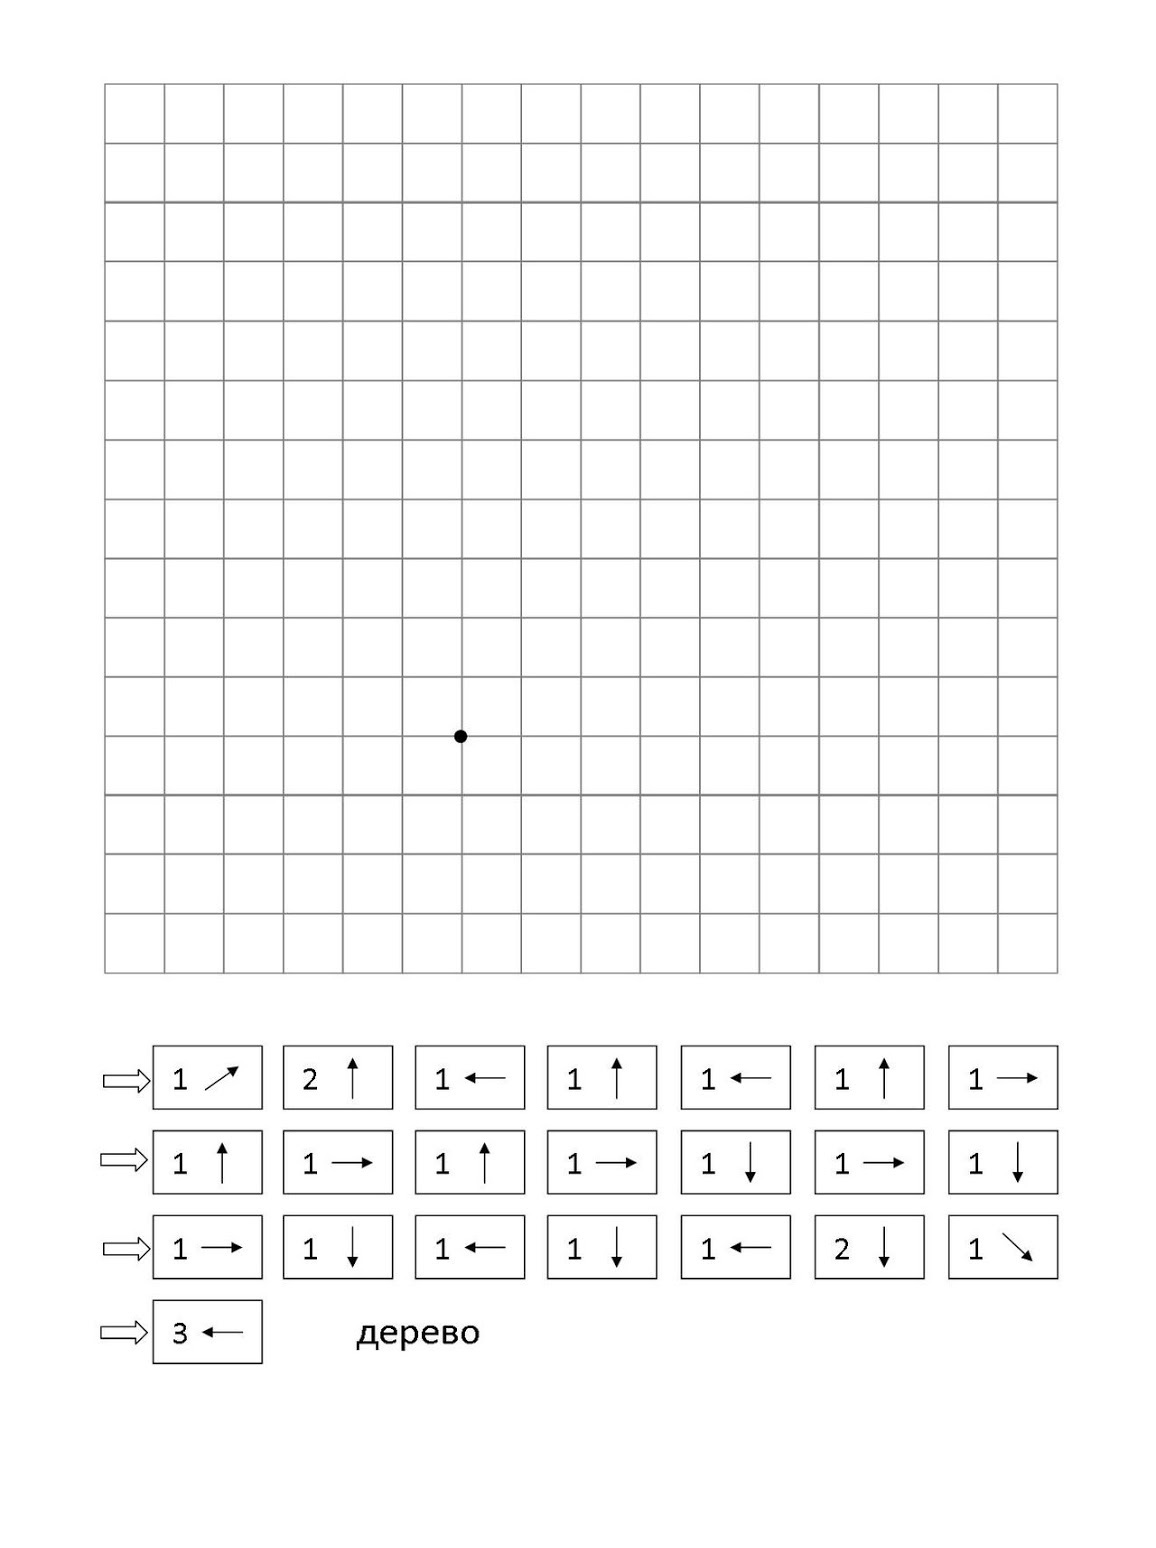 ⇨ 1 ↗ 2 ↑ 1 ← 1 ↑ 1 ← 1 ↑ 1 →
⇨ 1 ↑ 1 → 1 ↑ 1 → 1 ↓ 1 → 1 ↓
⇨ 1 → 1 ↓ 1 ← 1 ↓ 1 ← 2 ↓ 1 ↘
⇨ 3 ← дерево